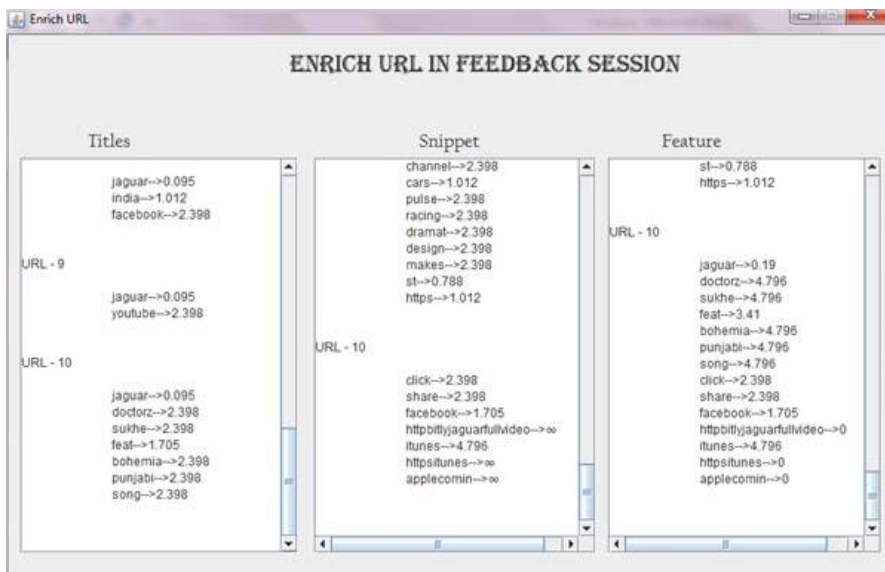 Enrich URL
ENRICH URL IN FEEDBACK SESSION
Titles
jaguar-->0.095
india-->1.012
facebook-->2.398
URL - 9
jaguar-->0.095
youtube-->2.398
URL - 10
jaguar-->0.095
doctorz-->2.398
sukhe-->2.398
feat-->1.705
bohemia-->2.398
punjabi-->2.398
song-->2.398
Snippet
channel-->2.398
cars-->1.012
pulse-->2.398
racing-->2.398
dramat-->2.398
design-->2.398
makes-->2.398
st-->0.788
https-->1.012
URL - 10
click-->2.398
share-->2.398
facebook-->1.705
httpbitlyjaguarfullvideo-->∞
itunes-->4.796
httpsitunes-->∞
applecomin-->∞
Feature
st-->0.788
https-->1.012
URL - 10
jaguar-->0.19
doctorz-->4.796
sukhe-->4.796
feat-->3.41
bohemia-->4.796
punjabi-->4.796
song-->4.796
click-->2.398
share-->2.398
facebook-->1.705
httpbitlyjaguarfullvideo-->0
itunes-->4.796
httpsitunes-->0
applecomin-->0